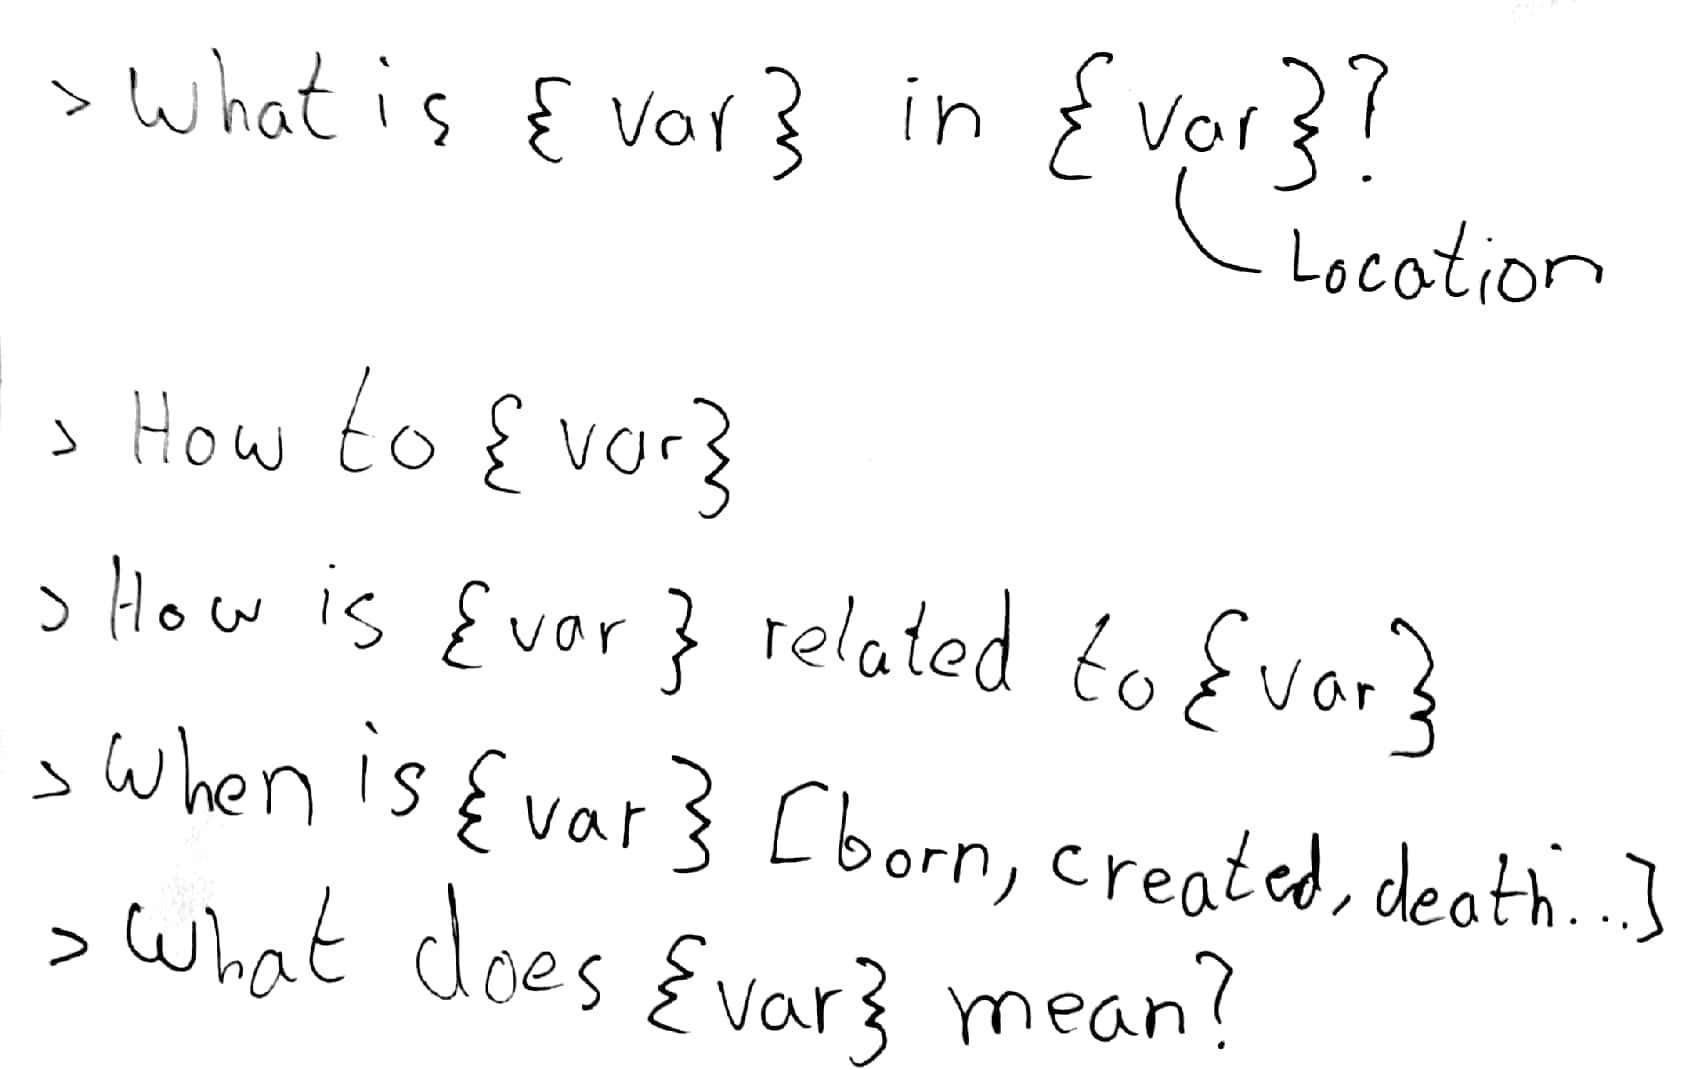 > What is {var} in {var}?
Location
> How to {var}
> How is {var} related to {var}
> When is {var} [born, created, death...]
> What does {var} mean?